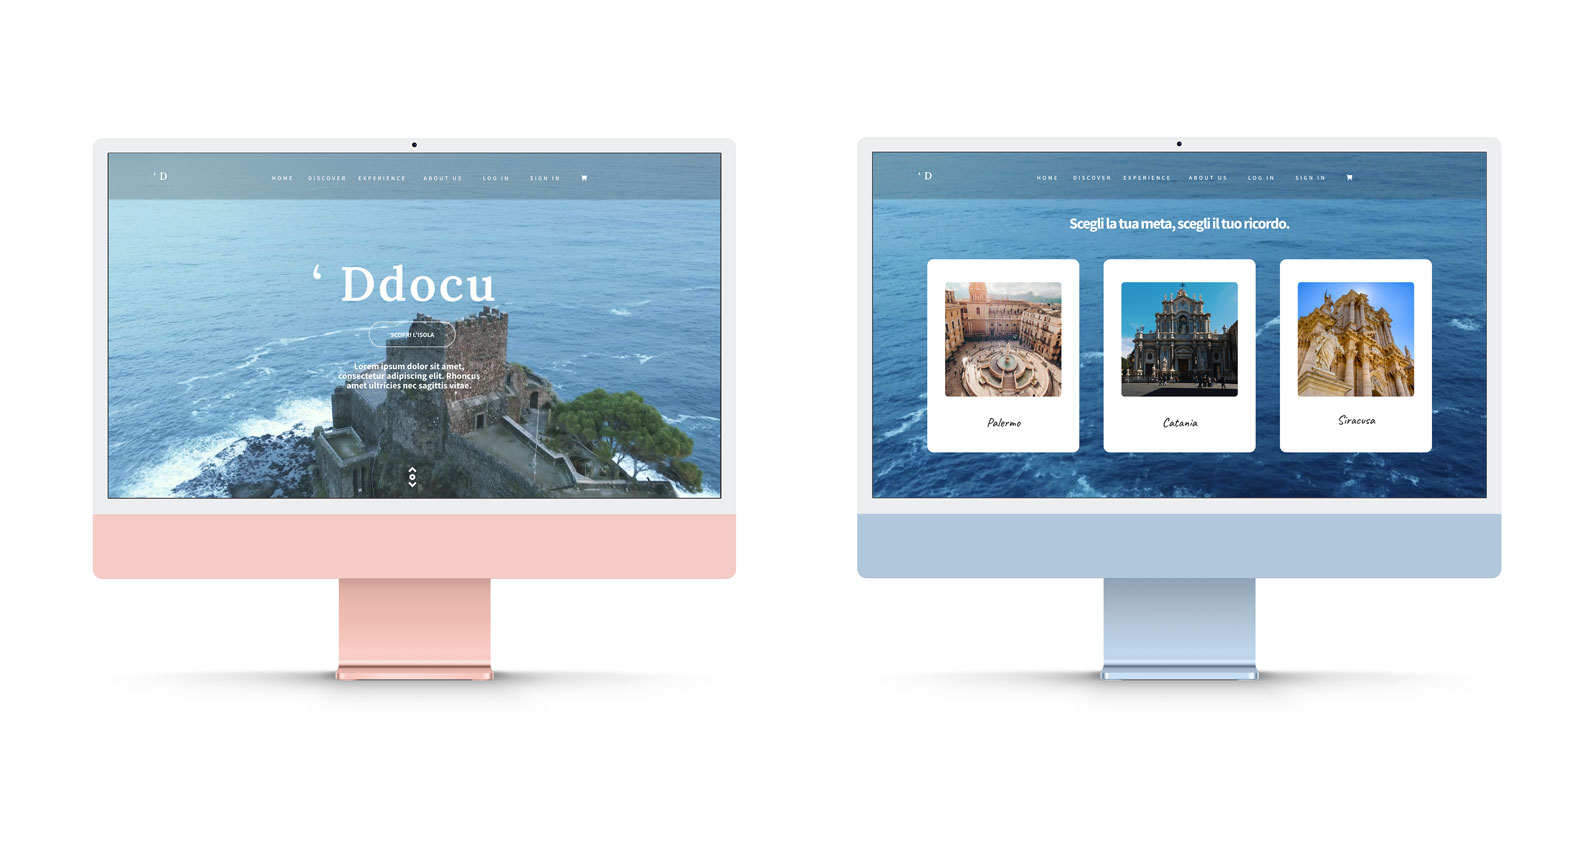 ‘ D
HOME DISCOVER EXPERIENCE ABOUT US LOG IN SIGN IN
‘ Ddocu
SCOPRI L'ISOLA
Lorem ipsum dolor sit amet,
consectetur adipiscing elit. Rhoncus
amet ultricies nec sagittis vitae.
‘ D
HOME DISCOVER EXPERIENCE ABOUT US LOG IN SIGN IN
Scegli la tua meta, scegli il tuo ricordo.
Palermo
Catania
Siracusa